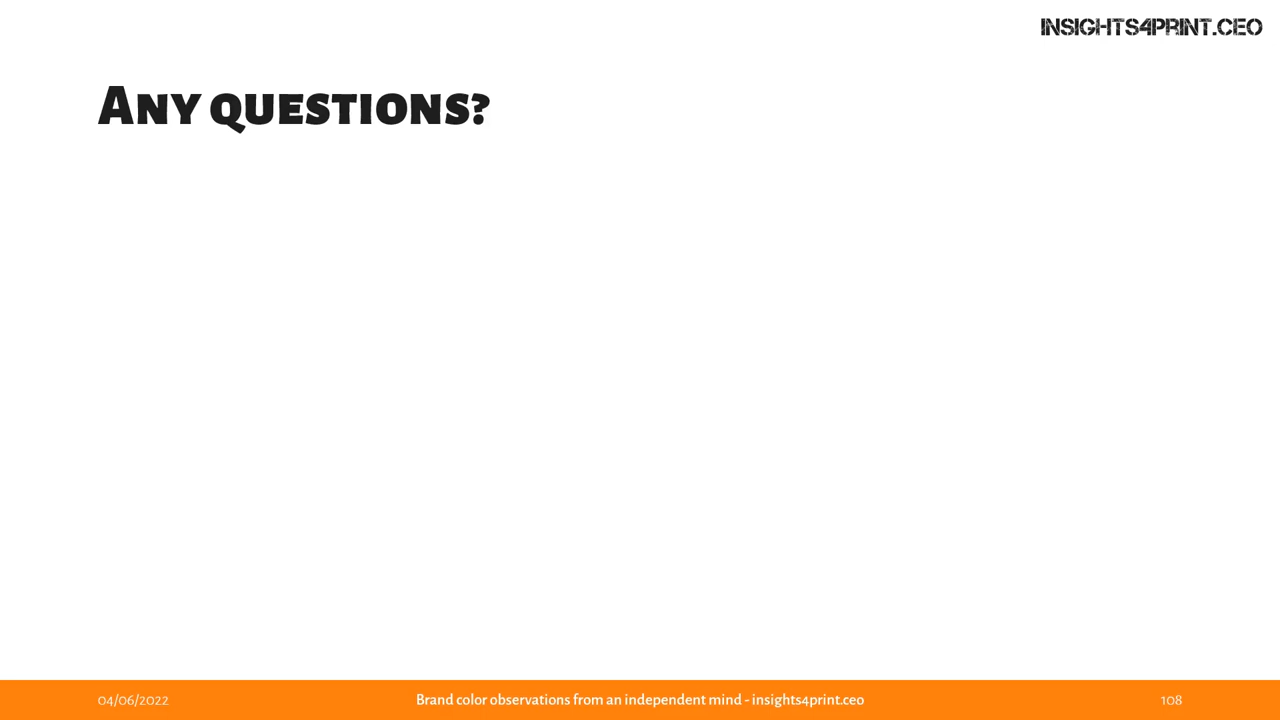 INSIGHTS4PRINT.CEO
Any questions?
04/06/2022
Brand color observations from an independent mind - insights4print.ceo
108